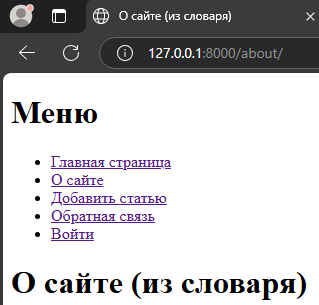 О сайте (из словаря)
127.0.0.1:8000/about/
Меню
Главная страница
О сайте
Добавить статью
Обратная связь
Войти
О сайте (из словаря)